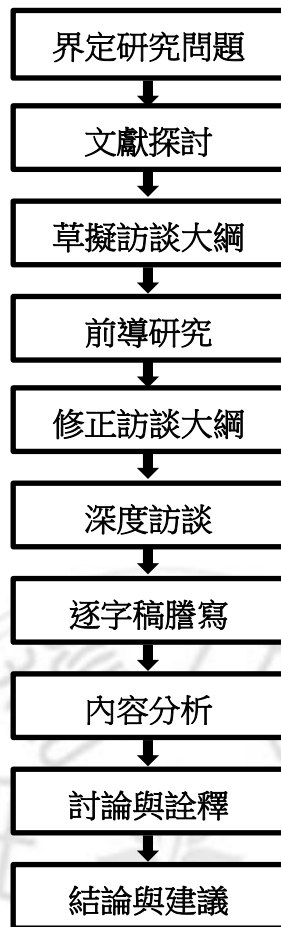 界定研究問題
文獻探討
草擬訪談大綱
前導研究
修正訪談大綱
深度訪談
逐字稿謄寫
內容分析
討論與詮釋
結論與建議